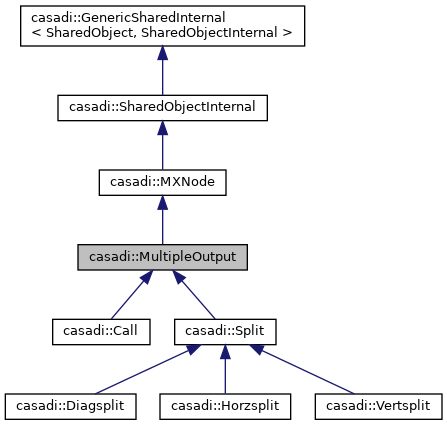 casadi::GenericSharedInternal
< SharedObject, SharedObjectInternal >
casadi::SharedObjectInternal
casadi::MXNode
casadi::MultipleOutput
casadi::Call
casadi::Split
casadi::Diagsplit
casadi::Horzsplit
casadi::Vertsplit